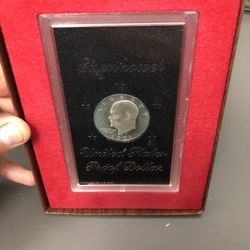 Eisenhower
United States
Proof Dollar